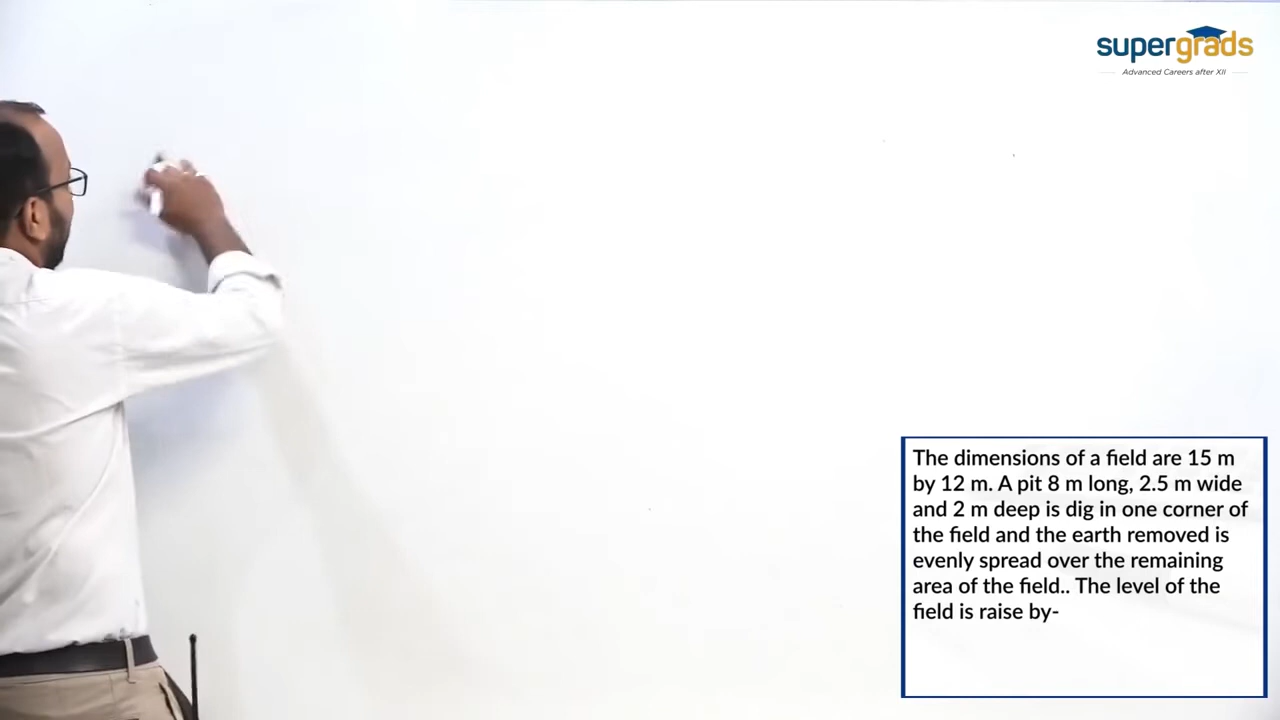 supergrads
Advanced Careers after XII
The dimensions of a field are 15 m
by 12 m. A pit 8 m long, 2.5 m wide
and 2 m deep is dig in one corner of
the field and the earth removed is
evenly spread over the remaining
area of the field.. The level of the
field is raise by-